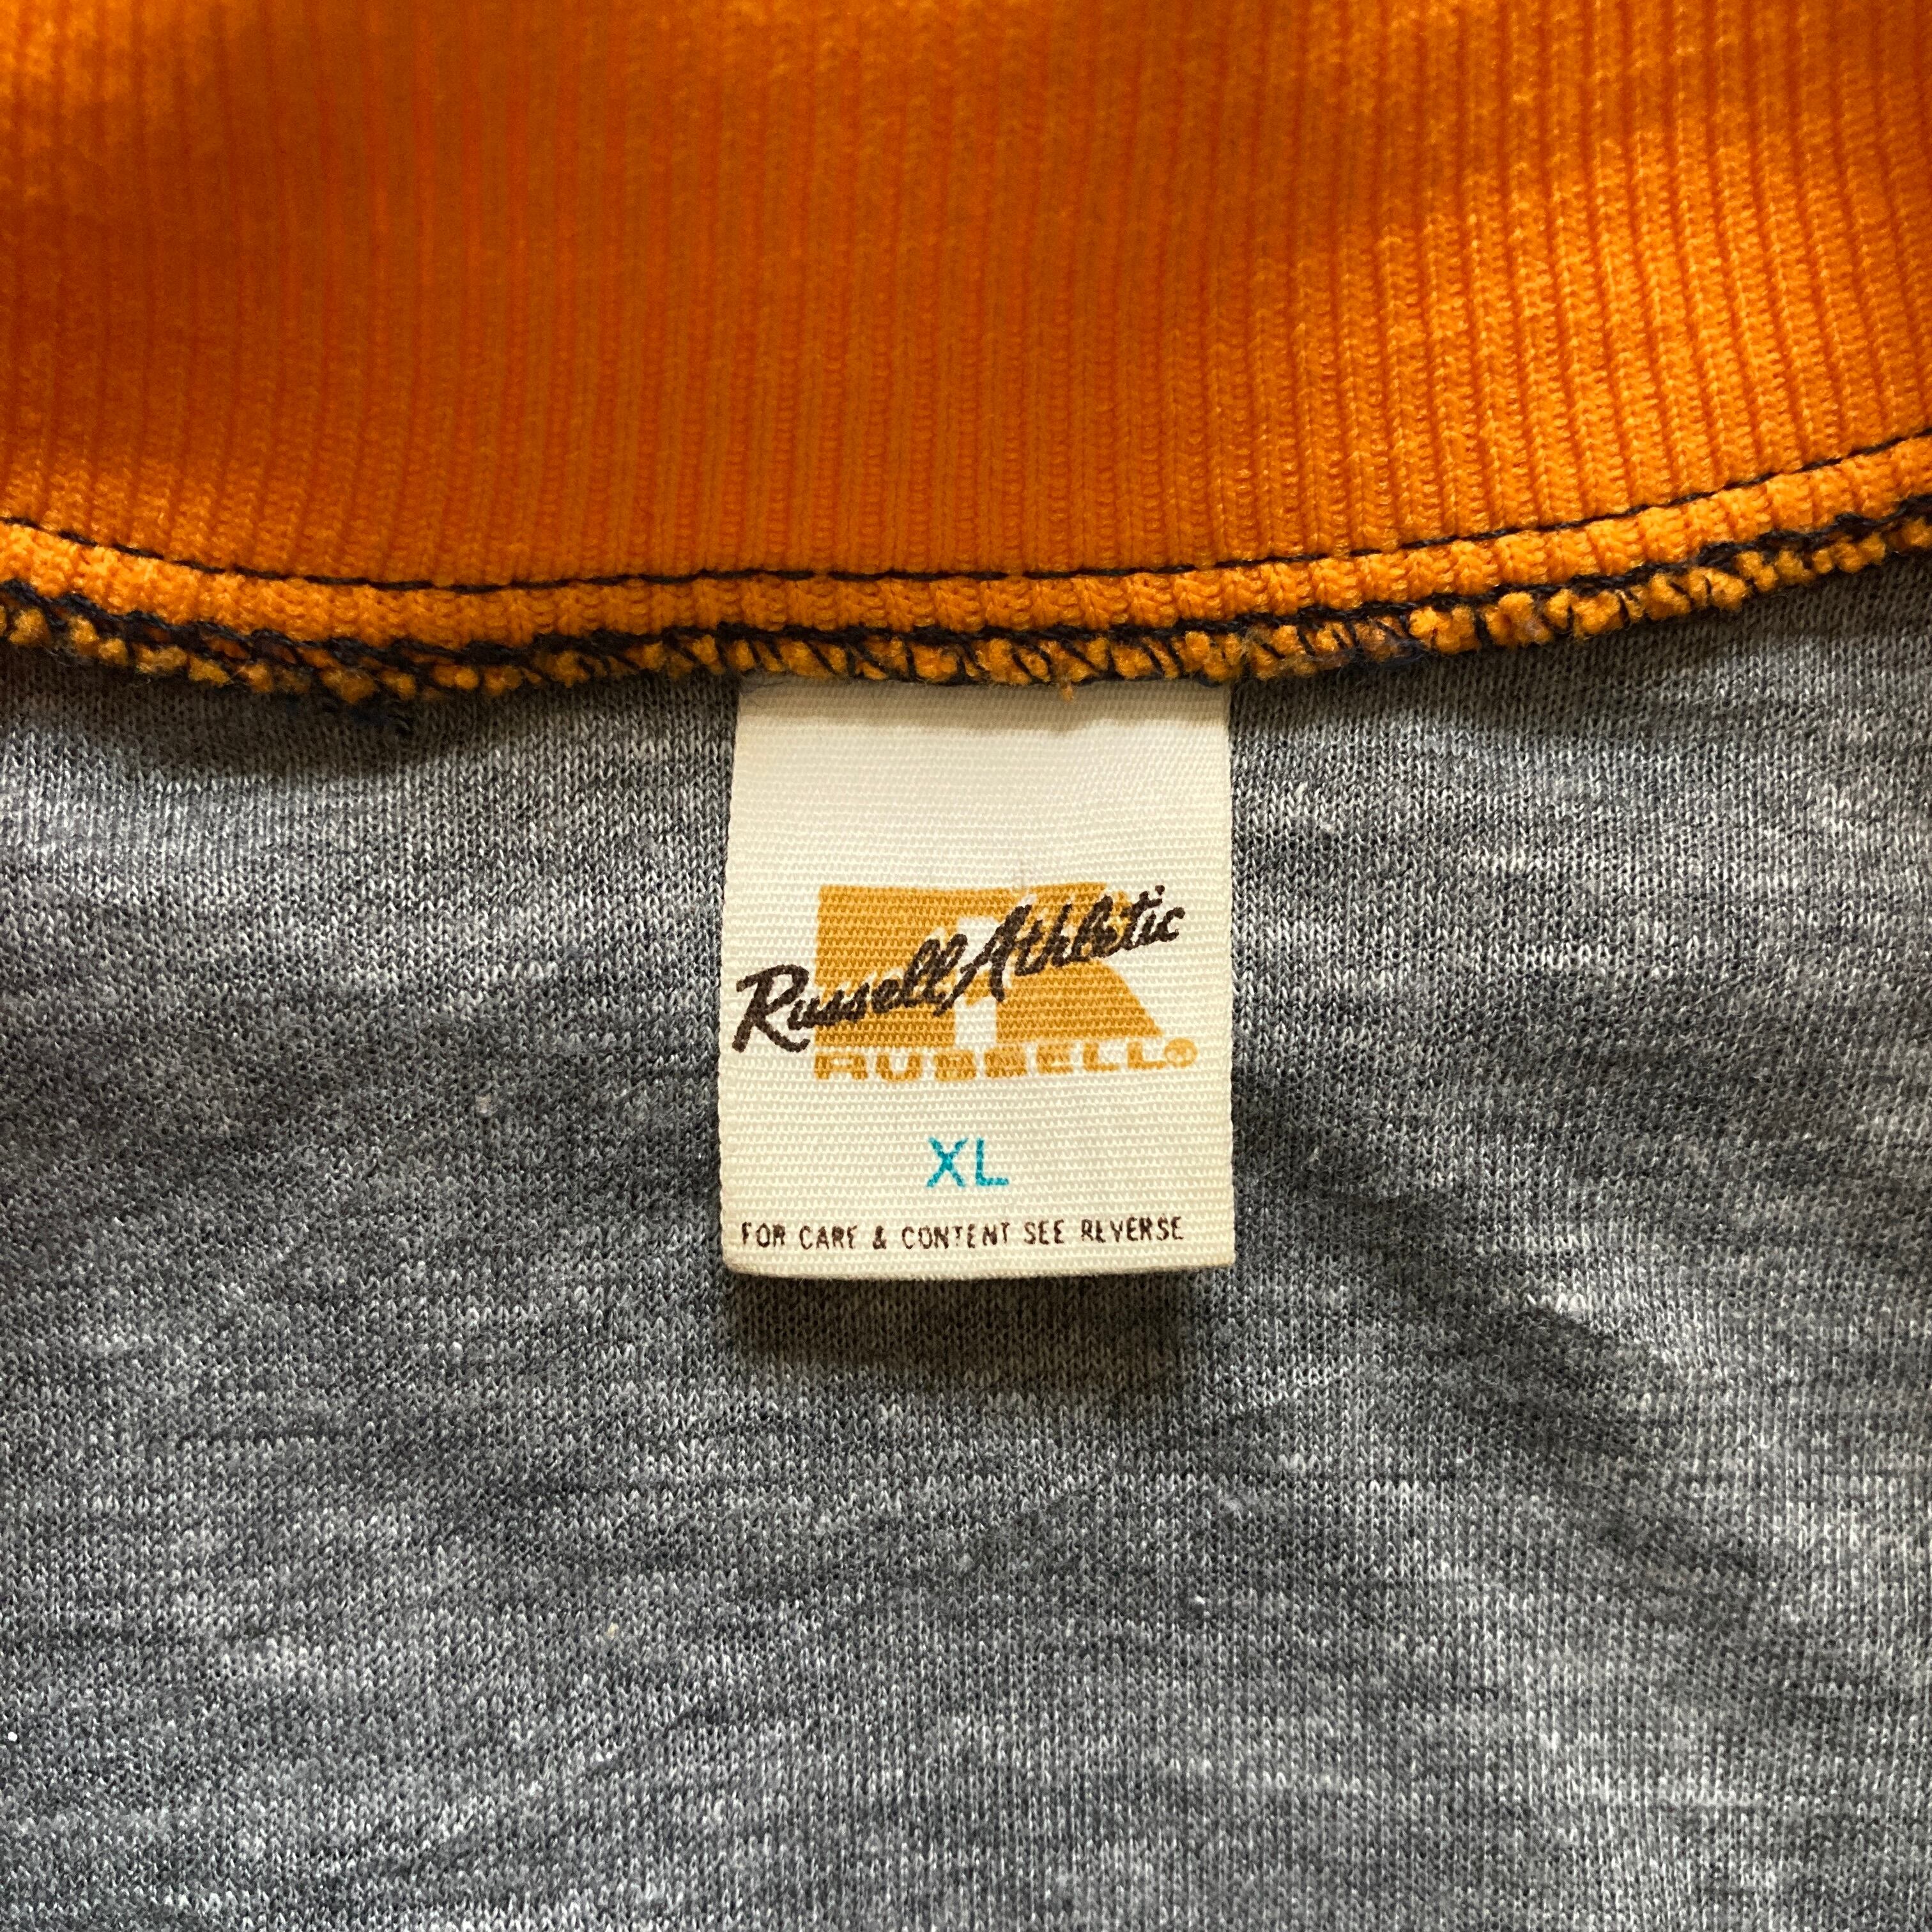 Russell Athletic
RUSSELL®
XL
FOR CARE & CONTENT SEE REVERSE